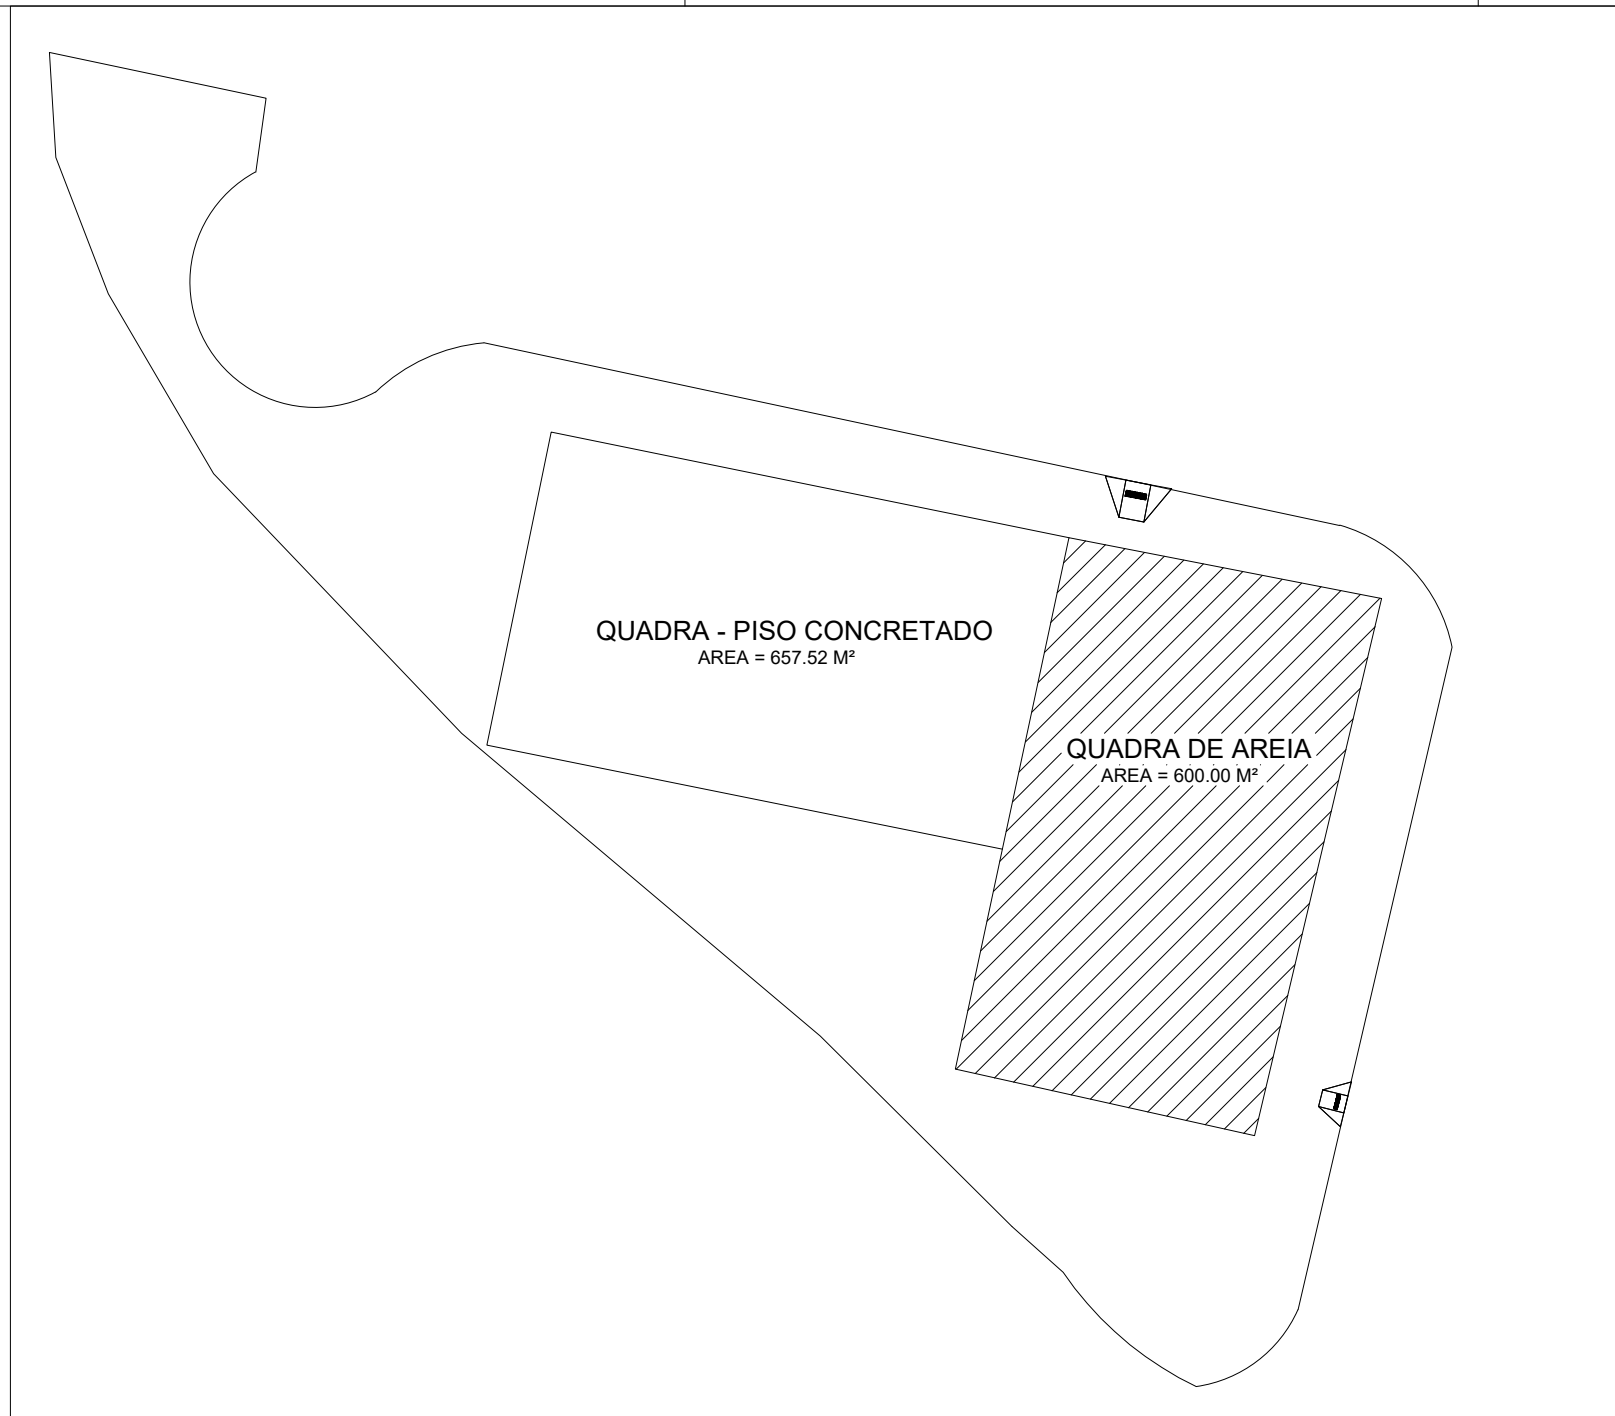 QUADRA - PISO CONCRETADO
AREA = 657.52 M²
QUADRA DE AREIA
AREA = 600.00 M²